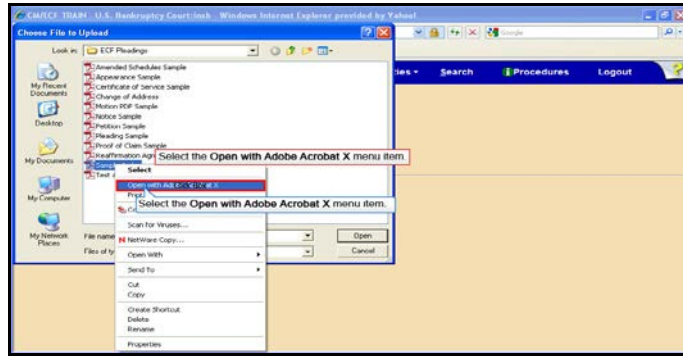 CM/ECF TRAIN - U.S. Bankruptcy Court:insb - Windows Internet Explorer provided by Yahoo!
Choose File to Upload
Look in: ECF Pleadings
Google
Search Procedures Logout
My Recent Documents
Desktop
My Documents
My Computer
My Network Places
Amended Schedules Sample
Appearance Sample
Certificate of Service Sample
Change of Address
Motion PDF Sample
Notice Sample
Petition Sample
Pleading Sample
Proof of Claim Sample
Reaffirmation
Select the Open with Adobe Acrobat X menu item.
Select
Open with
Select the Open with Adobe Acrobat X menu item.
Scan for Viruses...
NetWare Copy...
Open With
Send To
Cut
Copy
Create Shortcut
Delete
Rename
Properties
File name
Files of ty
Open
Cancel